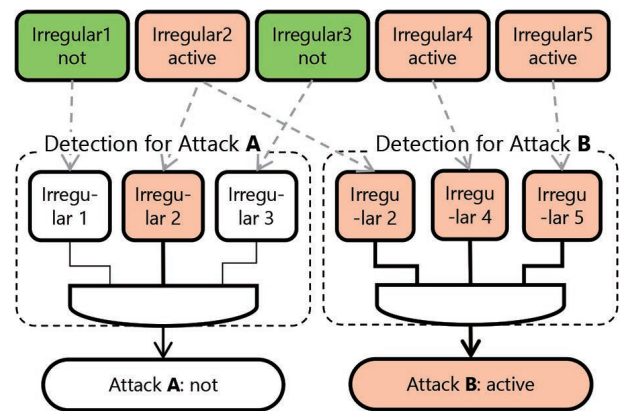 Irregular1
not
Irregular2
active
Irregular3
not
Irregular4
active
Irregular5
active
Detection for Attack A
Detection for Attack B
Irregu-
lar 1
Irregu-
lar 2
Irregu-
lar 3
Irregu
-lar 2
Irregu
-lar 4
Irregu
-lar 5
Attack A: not
Attack B: active